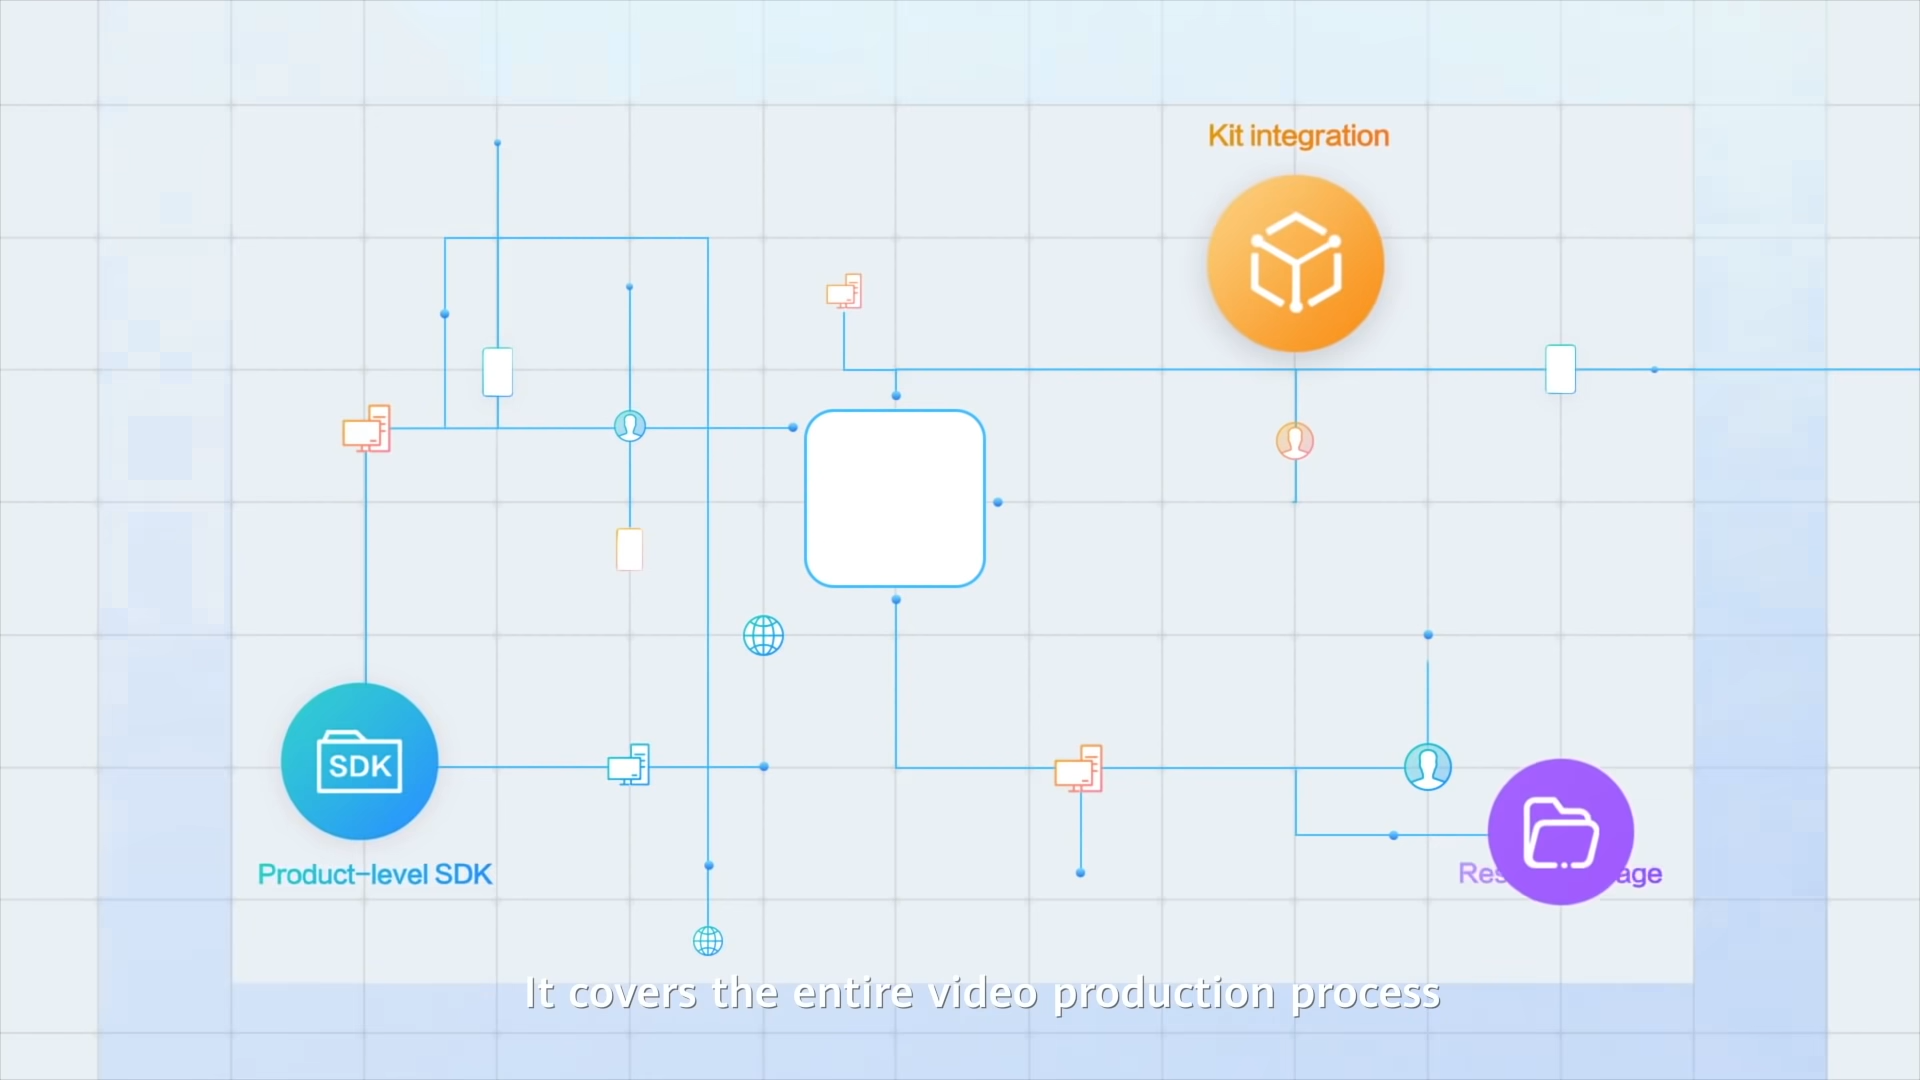 Kit integration
SDK
Product-level SDK
It covers the entire video production process